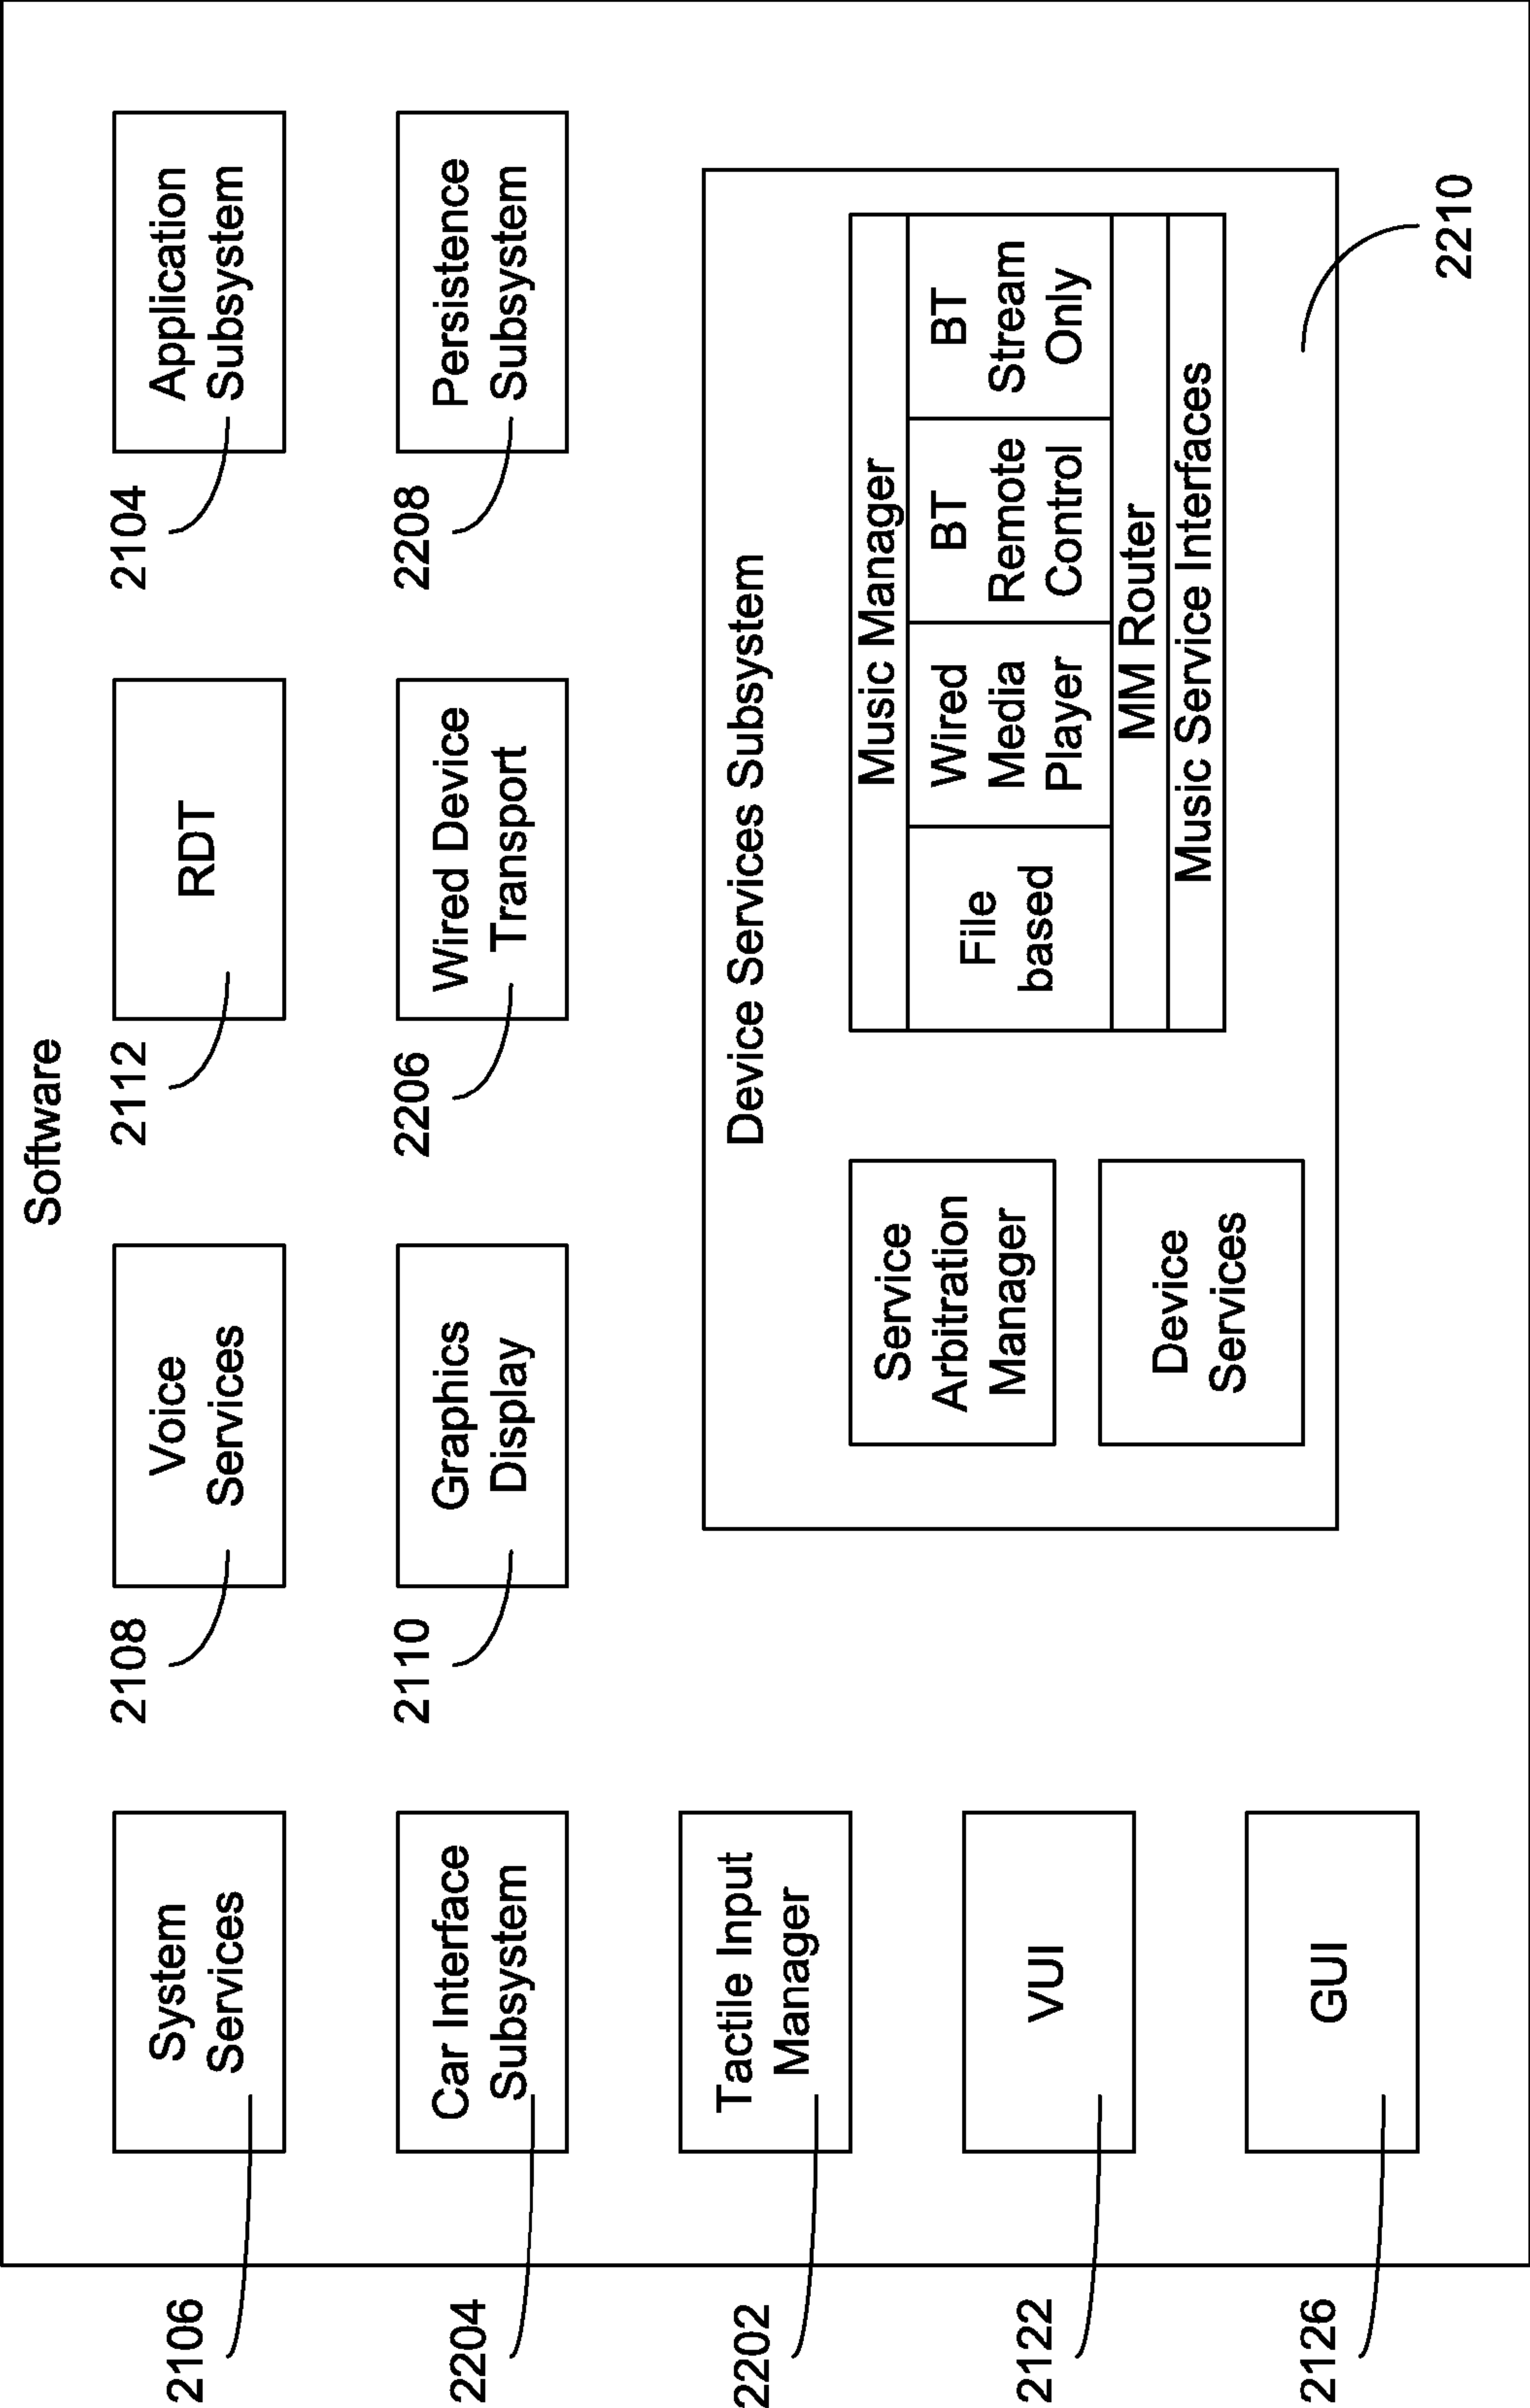 Software
2106
System
Services
2108
Voice
Services
2112
RDT
2104
Application
Subsystem
2204
Car Interface
Subsystem
2110
Graphics
Display
2206
Wired Device
Transport
2208
Persistence
Subsystem
2202
Tactile Input
Manager
2122
VUI
2126
GUI
Device Services Subsystem
Service
Arbitration
Manager
Device
Services
Music Manager
File
based
Wired
Media
Player
BT
Remote
Control
BT
Stream
Only
MM Router
Music Service Interfaces
2210